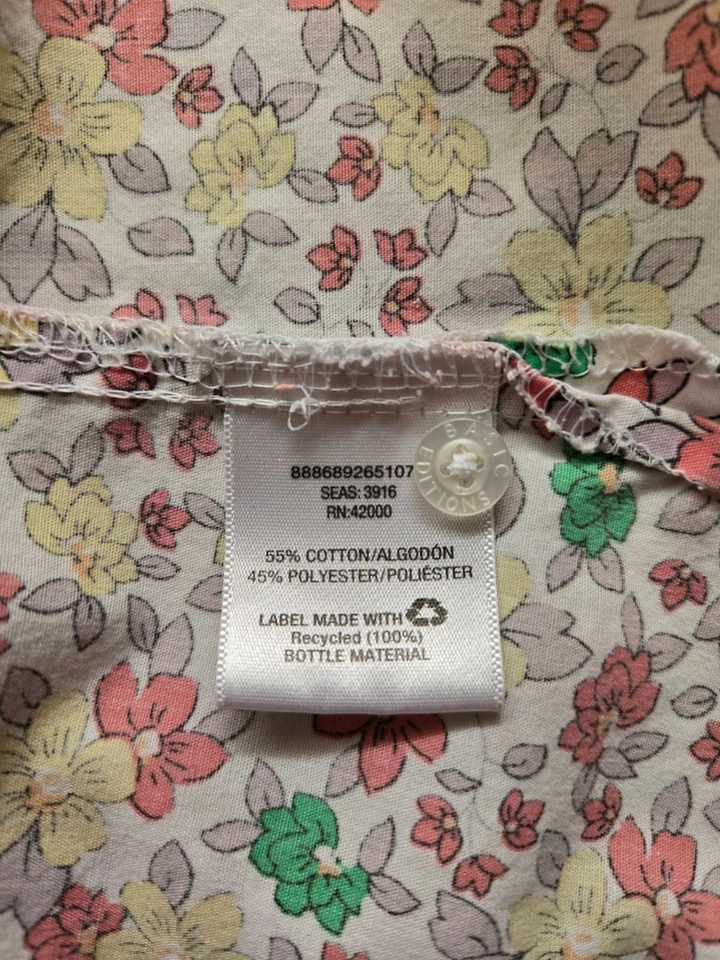 888689265107
SEAS: 3916
RN:42000
BASIC
EDITIONS
55% COTTON/ALGODÓN
45% POLYESTER/POLIÉSTER
LABEL MADE WITH
Recycled (100%)
BOTTLE MATERIAL